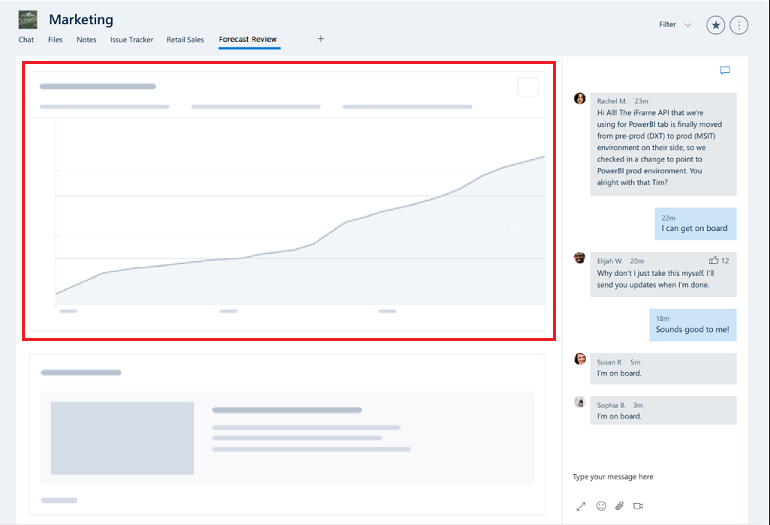 Marketing
Filter
Chat Files Notes Issue Tracker Retail Sales Forecast Review +
Rachel M. 23m
Hi All! The iFrame API that we're
using for PowerBI tab is finally moved
from pre-prod (DXT) to prod (MSIT)
environment on their side, so we
checked in a change to point to
PowerBI prod environment. You
alright with that Tim?
22m
I can get on board
Elijah W. 20m 12
Why don't I just take this myself. I'll
send you updates when I'm done.
18m
Sounds good to me!
Susan R. 5m
I'm on board.
Sophia B. 3m
I'm on board.
Type your message here